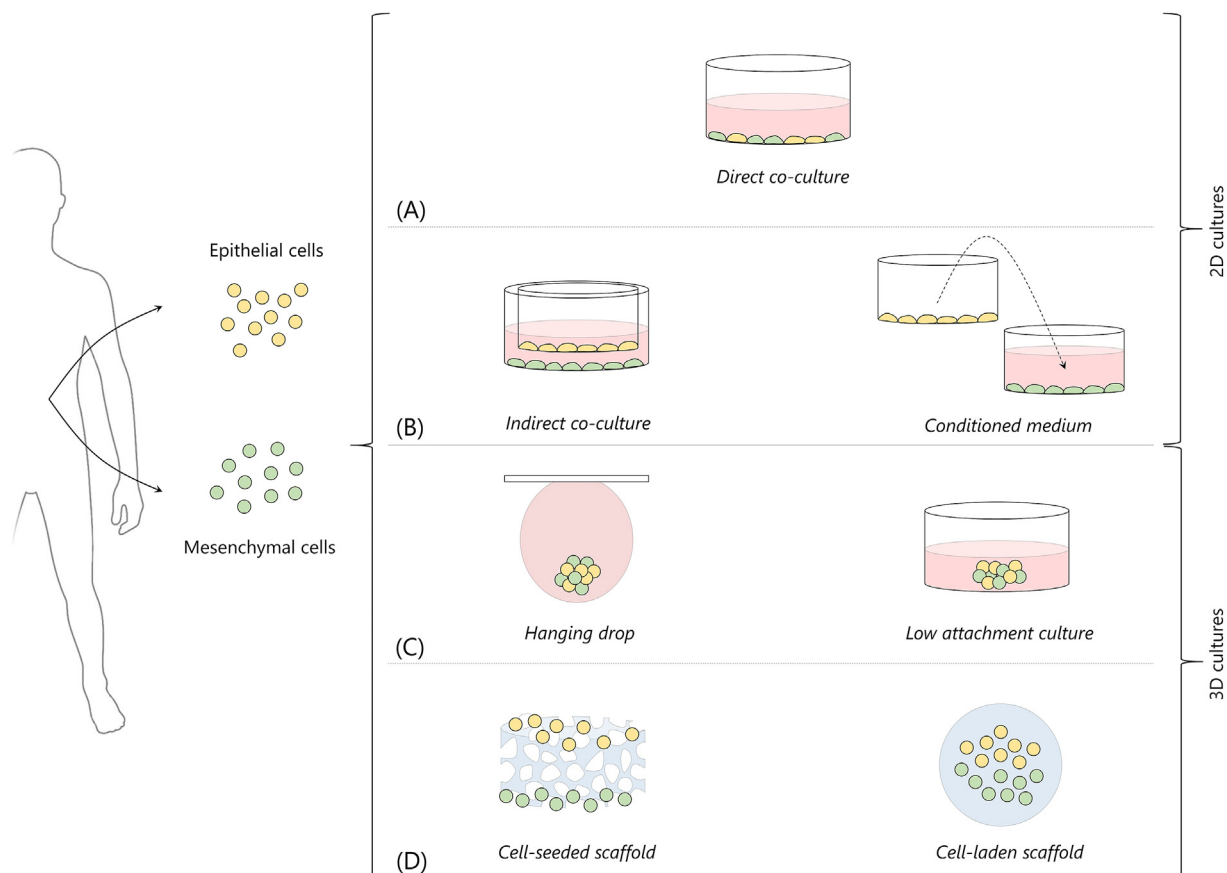 Epithelial cells
Mesenchymal cells
Direct co-culture
(A)
Indirect co-culture
Conditioned medium
(B)
2D cultures
Hanging drop
Low attachment culture
(C)
Cell-seeded scaffold
Cell-laden scaffold
(D)
3D cultures